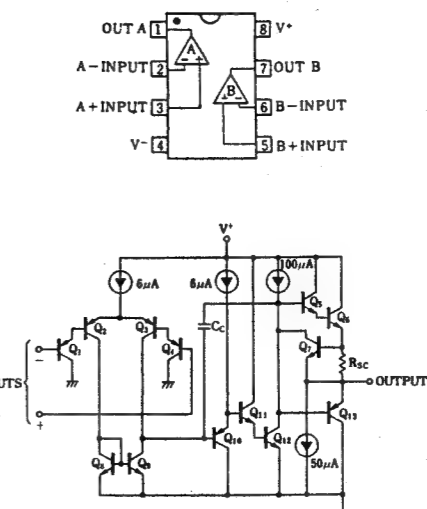 OUT A 1
8 V+
A
A-INPUT 2
7 OUT B
B
A+INPUT 3
6 B-INPUT
V- 4
5 B+INPUT
V+
6μA
6μA
100μA
Q5
Q6
Q2
Q3
CC
Q7
Q1
Q4
RSC
UTS
OUTPUT
Q11
Q13
Q10
Q12
Q8
Q9
50μA